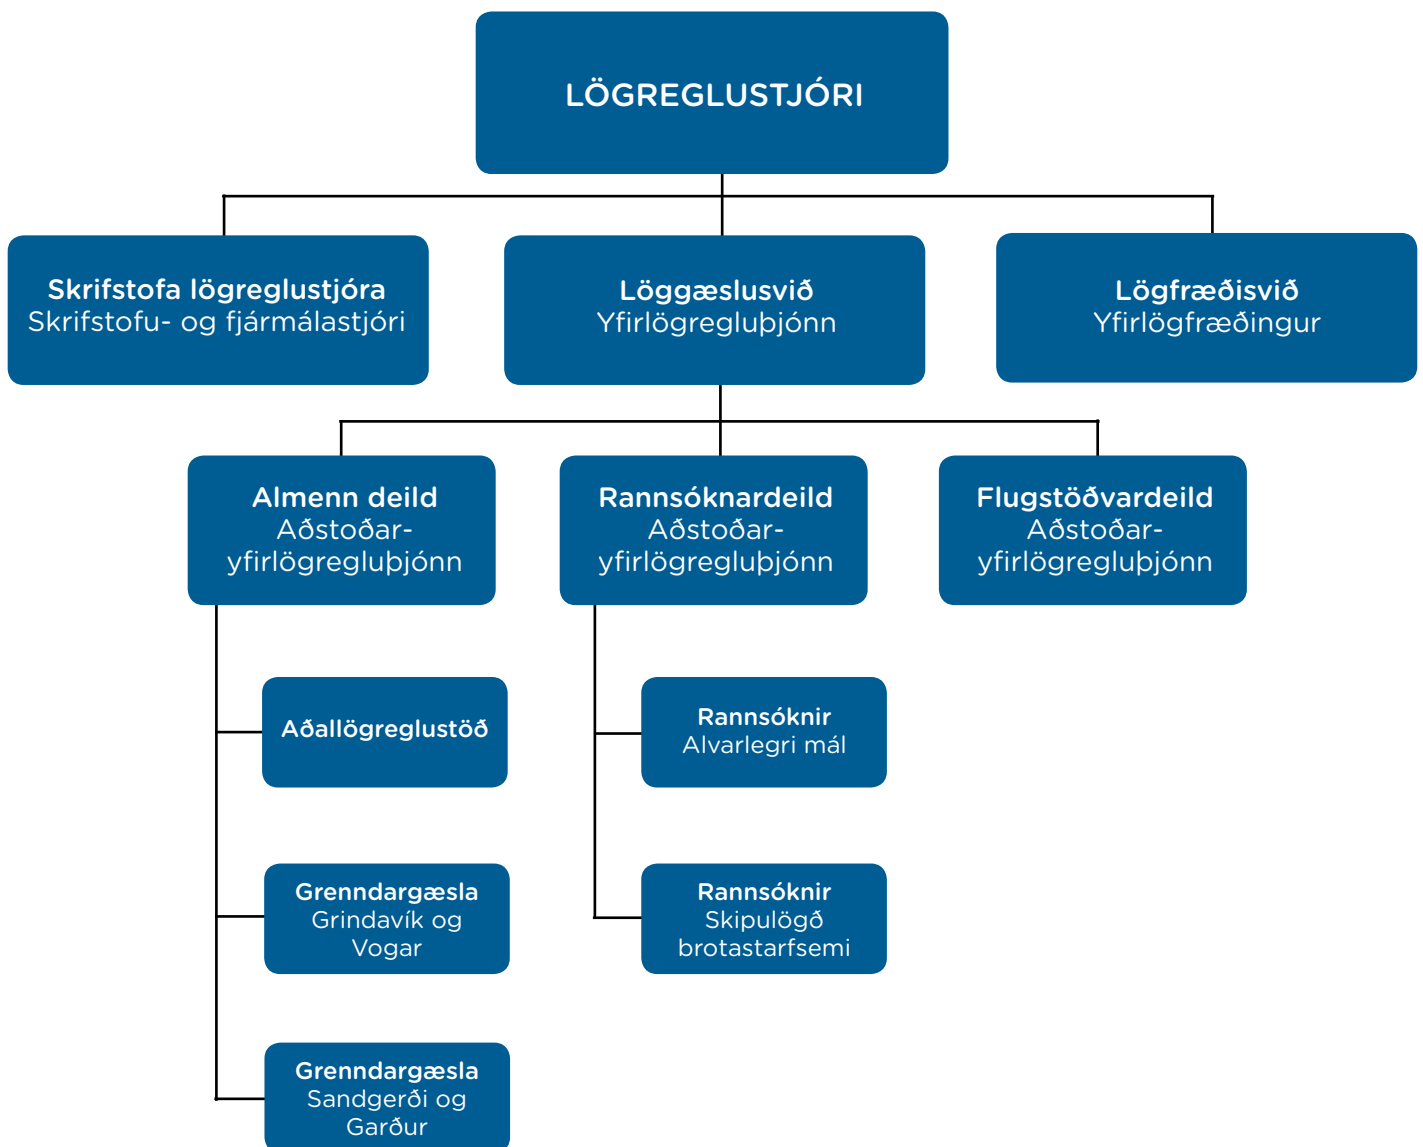 LÖGREGLUSTJÓRI
Skrifstofa lögreglustjóra
Skrifstofu- og fjármálastjóri
Löggæslusvið
Yfirlögregluþjónn
Lögfræðisvið
Yfirlögfræðingur
Almenn deild
Aðstoðar-
yfirlögregluþjónn
Rannsóknardeild
Aðstoðar-
yfirlögregluþjónn
Flugstöðvardeild
Aðstoðar-
yfirlögregluþjónn
Aðallögreglustöð
Rannsóknir
Alvarlegri mál
Grenndargæsla
Grindavík og
Vogar
Rannsóknir
Skipulögð
brotastarfsemi
Grenndargæsla
Sandgerði og
Garður